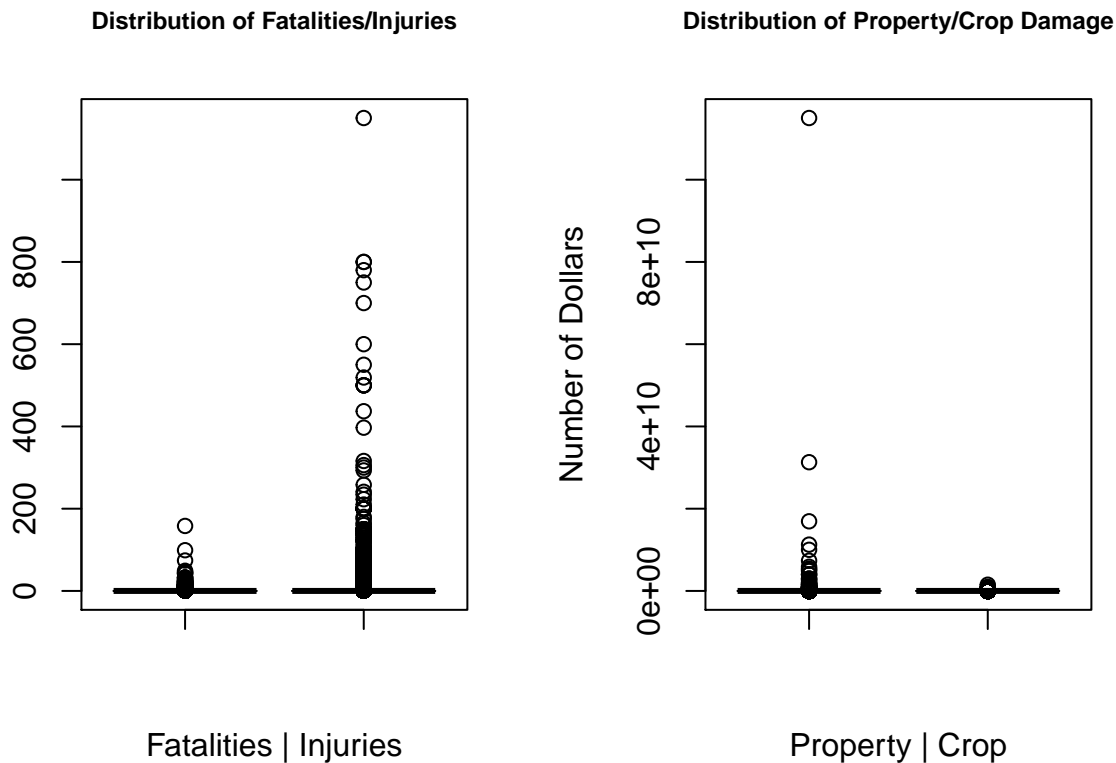 Distribution of Fatalities/Injuries
800
600
400
200
0
Fatalities | Injuries
Distribution of Property/Crop Damage
Number of Dollars
8e+10
4e+10
0e+00
Property | Crop